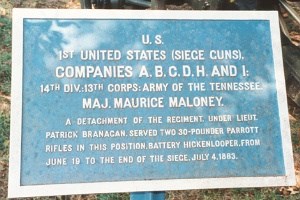 U. S.
1ST UNITED STATES (SIEGE GUNS),
COMPANIES A, B, C, D, H, AND I;
14TH DIV.; 13TH CORPS; ARMY OF THE TENNESSEE.
MAJ. MAURICE MALONEY.
A DETACHMENT OF THE REGIMENT, UNDER LIEUT.
PATRICK BRANAGAN, SERVED TWO 30-POUNDER PARROTT
RIFLES IN THIS POSITION, BATTERY HICKENLOOPER, FROM
JUNE 19 TO THE END OF THE SIEGE, JULY 4, 1863.